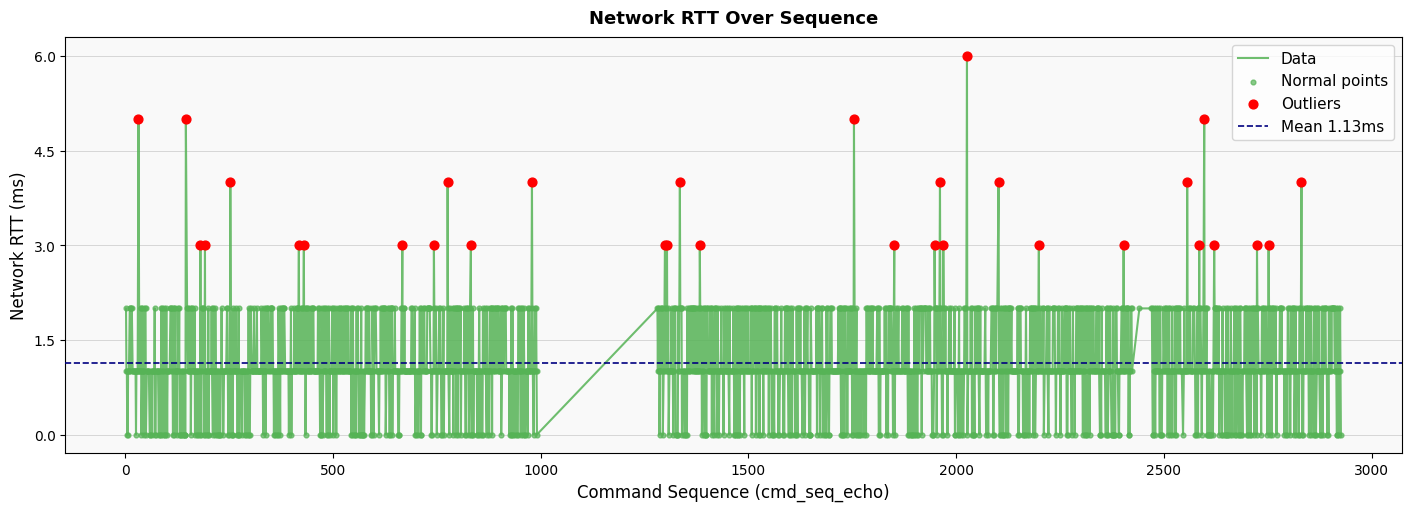 Network RTT Over Sequence
Data
Normal points
Outliers
Mean 1.13ms
Network RTT (ms)
6.0
4.5
3.0
1.5
0.0
0 500 1000 1500 2000 2500 3000
Command Sequence (cmd_seq_echo)